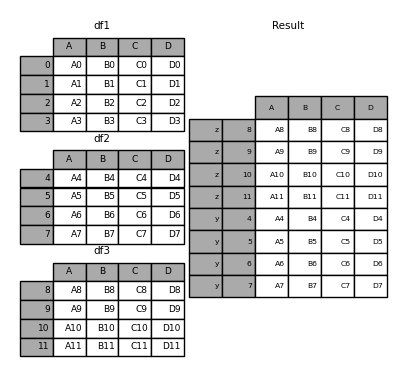 df1
A B C D
0 A0 B0 C0 D0
1 A1 B1 C1 D1
2 A2 B2 C2 D2
3 A3 B3 C3 D3
df2
A B C D
4 A4 B4 C4 D4
5 A5 B5 C5 D5
6 A6 B6 C6 D6
7 A7 B7 C7 D7
df3
A B C D
8 A8 B8 C8 D8
9 A9 B9 C9 D9
10 A10 B10 C10 D10
11 A11 B11 C11 D11
Result
A B C D
z 8 A8 B8 C8 D8
z 9 A9 B9 C9 D9
z 10 A10 B10 C10 D10
z 11 A11 B11 C11 D11
y 4 A4 B4 C4 D4
y 5 A5 B5 C5 D5
y 6 A6 B6 C6 D6
y 7 A7 B7 C7 D7